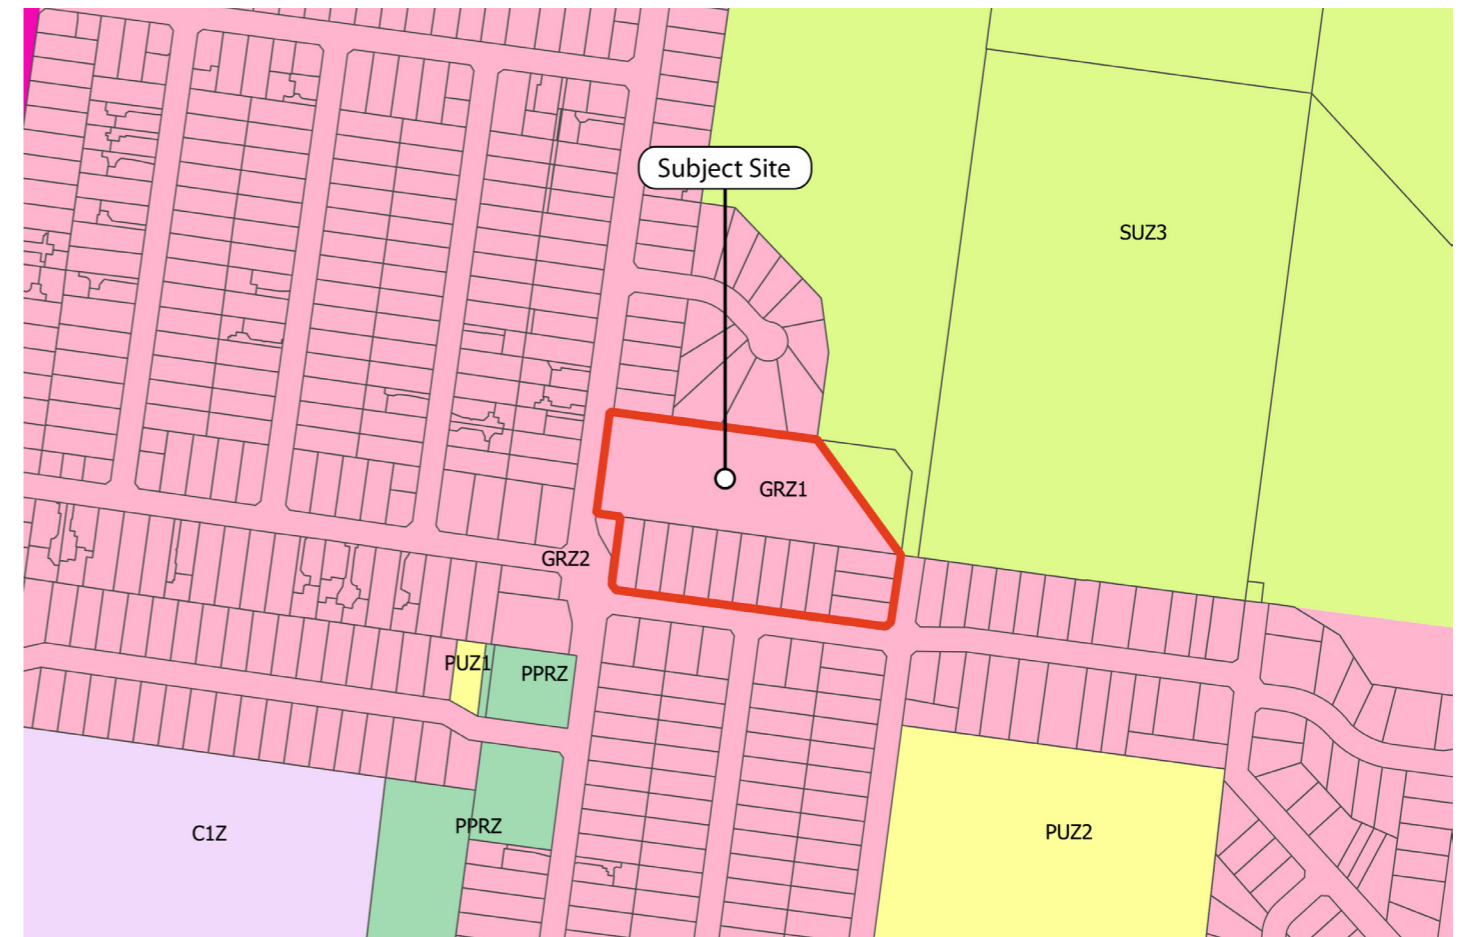 Subject Site
SUZ3
GRZ1
GRZ2
PUZ1
PPRZ
PPRZ
C1Z
PUZ2